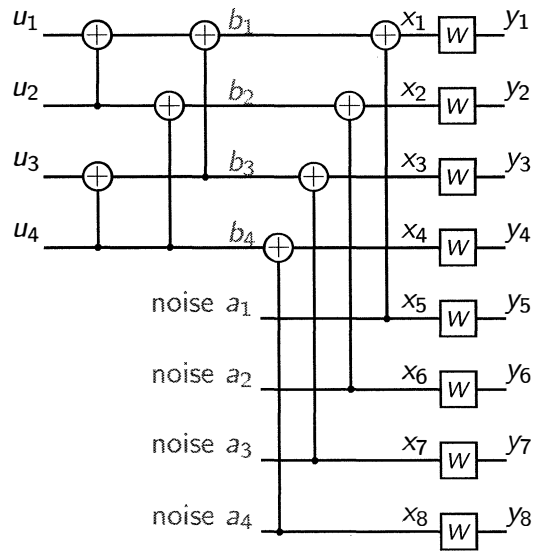 u1 b1 x1 W y1
u2 b2 x2 W y2
u3 b3 x3 W y3
u4 b4 x4 W y4
noise a1 x5 W y5
noise a2 x6 W y6
noise a3 x7 W y7
noise a4 x8 W y8